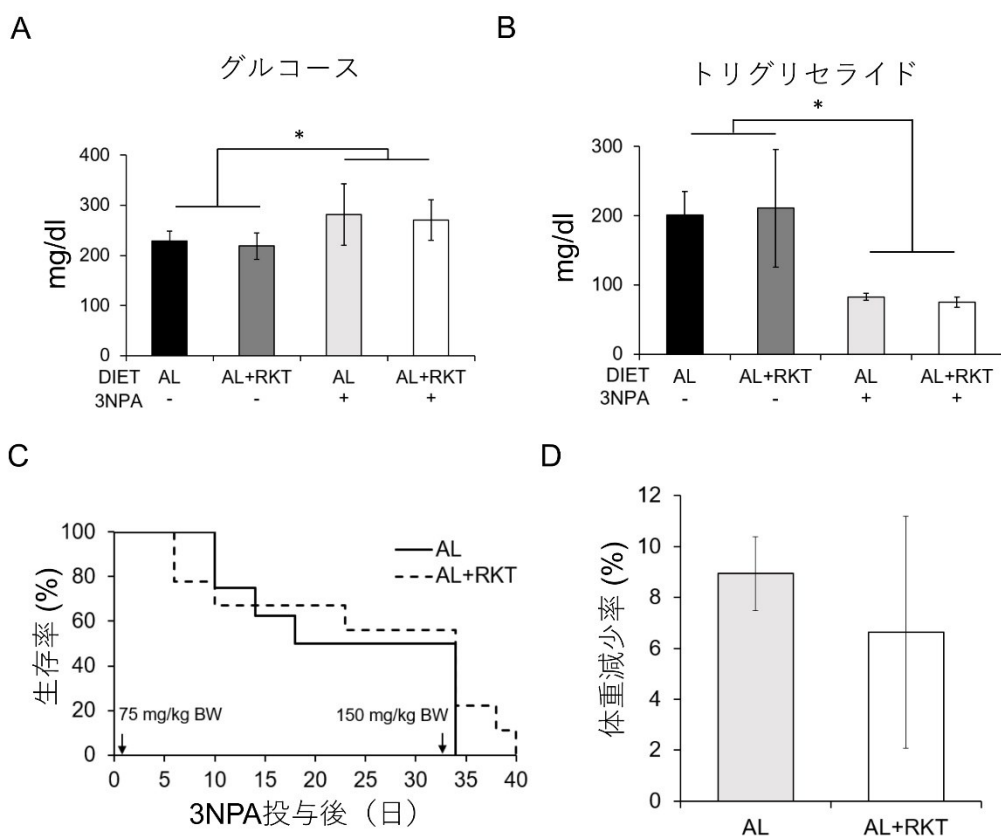 A
グルコース
*
mg/dl
400
300
200
100
0
DIET AL AL+RKT AL AL+RKT
3NPA - - + +
B
トリグリセライド
*
mg/dl
300
200
100
0
DIET AL AL+RKT AL AL+RKT
3NPA - - + +
C
生存率 (%)
100
80
60
40
20
0
AL
AL+RKT
75 mg/kg BW
150 mg/kg BW
0 5 10 15 20 25 30 35 40
3NPA投与後（日）
D
体重減少率 (%)
12
10
8
6
4
2
0
AL AL+RKT